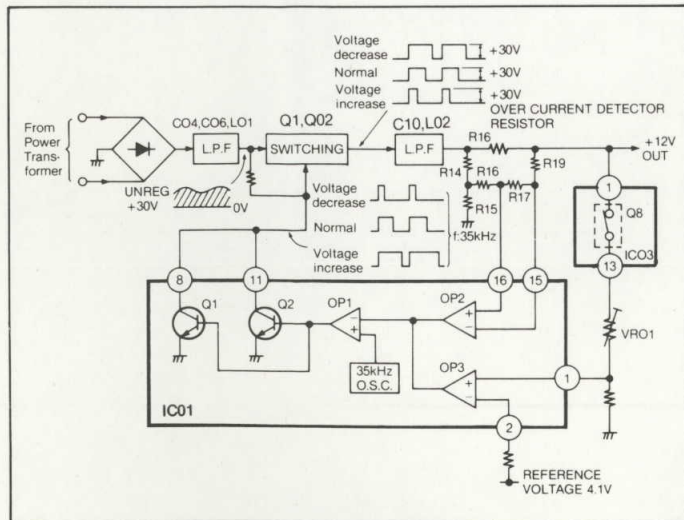 Voltage
decrease
+30V
Normal
+30V
Voltage
increase
+30V
OVER CURRENT DETECTOR
RESISTOR
From
Power
Trans-
former
CO4,CO6,LO1
L.P.F
UNREG
+30V
0V
Q1,Q02
SWITCHING
C10,L02
L.P.F
R16
R14
R16
R15
R17
R19
+12V
OUT
1
Q8
ICO3
13
VRO1
Voltage
decrease
Normal
Voltage
increase
f:35kHz
8
11
16
15
Q1
Q2
OP1
OP2
OP3
35kHz
O.S.C.
IC01
1
2
REFERENCE
VOLTAGE 4.1V